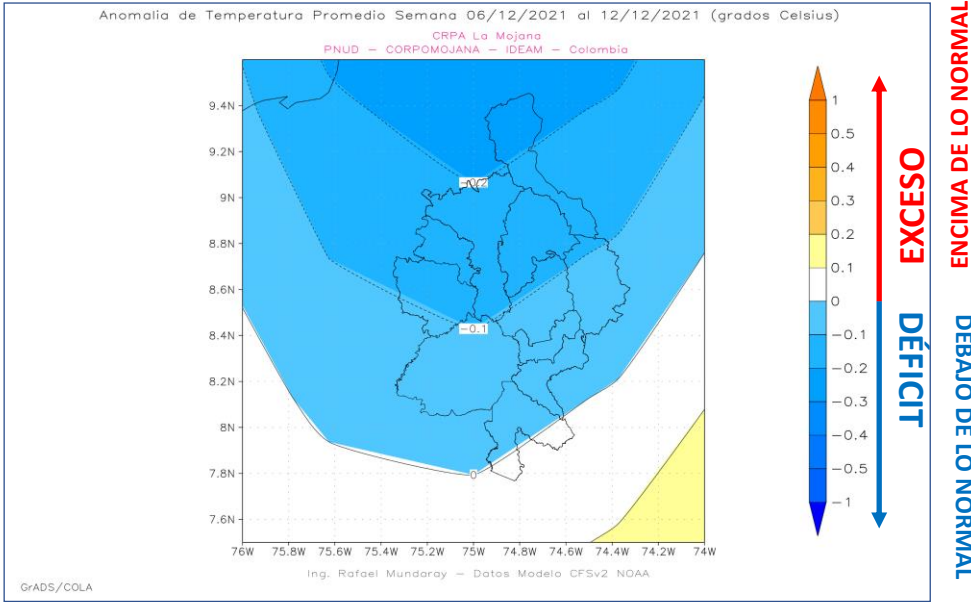 Anomalia de Temperatura Promedio Semana 06/12/2021 al 12/12/2021 (grados Celsius)
CRPA La Mojana
PNUD – CORPOMOJANA – IDEAM – Colombia
9.4N
9.2N
9N
8.8N
8.6N
8.4N
8.2N
8N
7.8N
7.6N
-0.2
-0.1
0
76W 75.8W 75.6W 75.4W 75.2W 75W 74.8W 74.6W 74.4W 74.2W 74W
Ing. Rafael Mundaray – Datos Modelo CFSv2 NOAA
GrADS/COLA
1
0.5
0.4
0.3
0.2
0.1
0
-0.1
-0.2
-0.3
-0.4
-0.5
-1
EXCESO
DÉFICIT
ENCIMA DE LO NORMAL
DEBAJO DE LO NORMAL